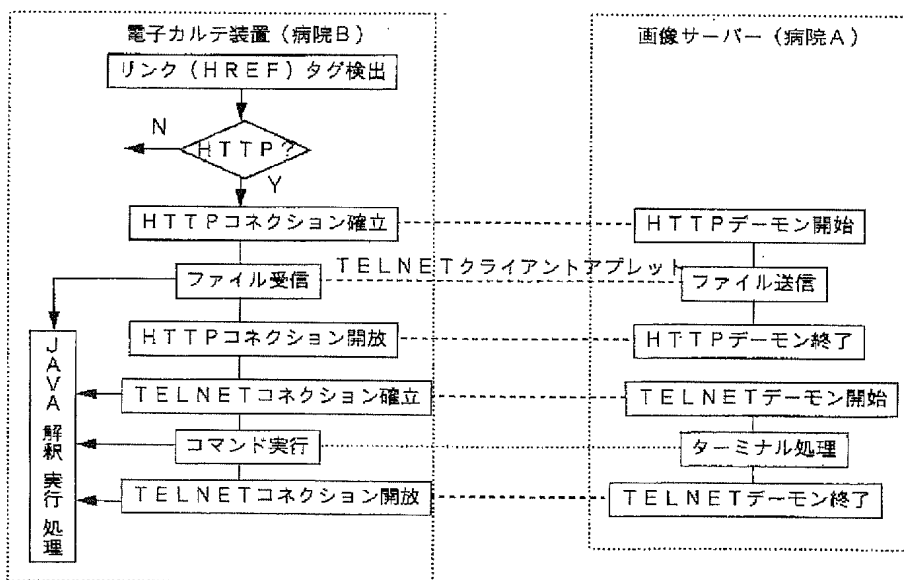 電子カルテ装置（病院B）
画像サーバー（病院A）
リンク（HREF）タグ検出
N
HTTP?
Y
HTTPコネクション確立
HTTPデーモン開始
TELNETクライアントアプレット
ファイル受信
ファイル送信
HTTPコネクション開放
HTTPデーモン終了
TELNETコネクション確立
TELNETデーモン開始
コマンド実行
ターミナル処理
TELNETコネクション開放
TELNETデーモン終了
JAVA解釈実行処理